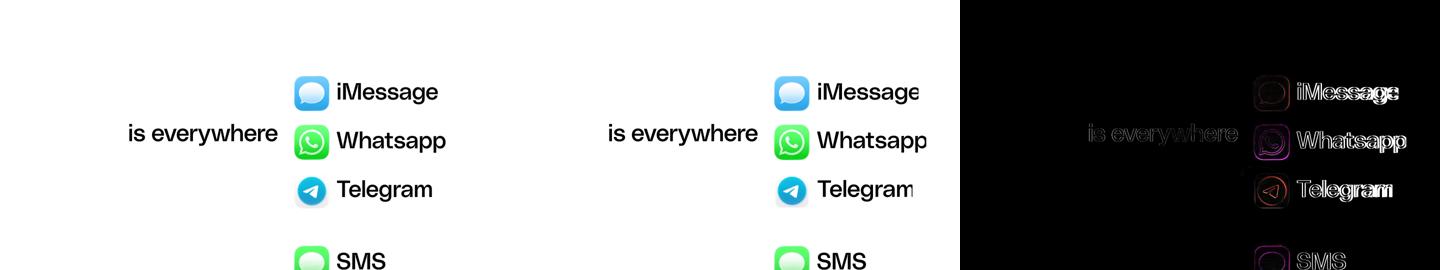 iMessage
is everywhere
Whatsapp
Telegram
SMS
iMessage
is everywhere
Whatsapp
Telegram
SMS
iMessage
is everywhere
Whatsapp
Telegram
SMS